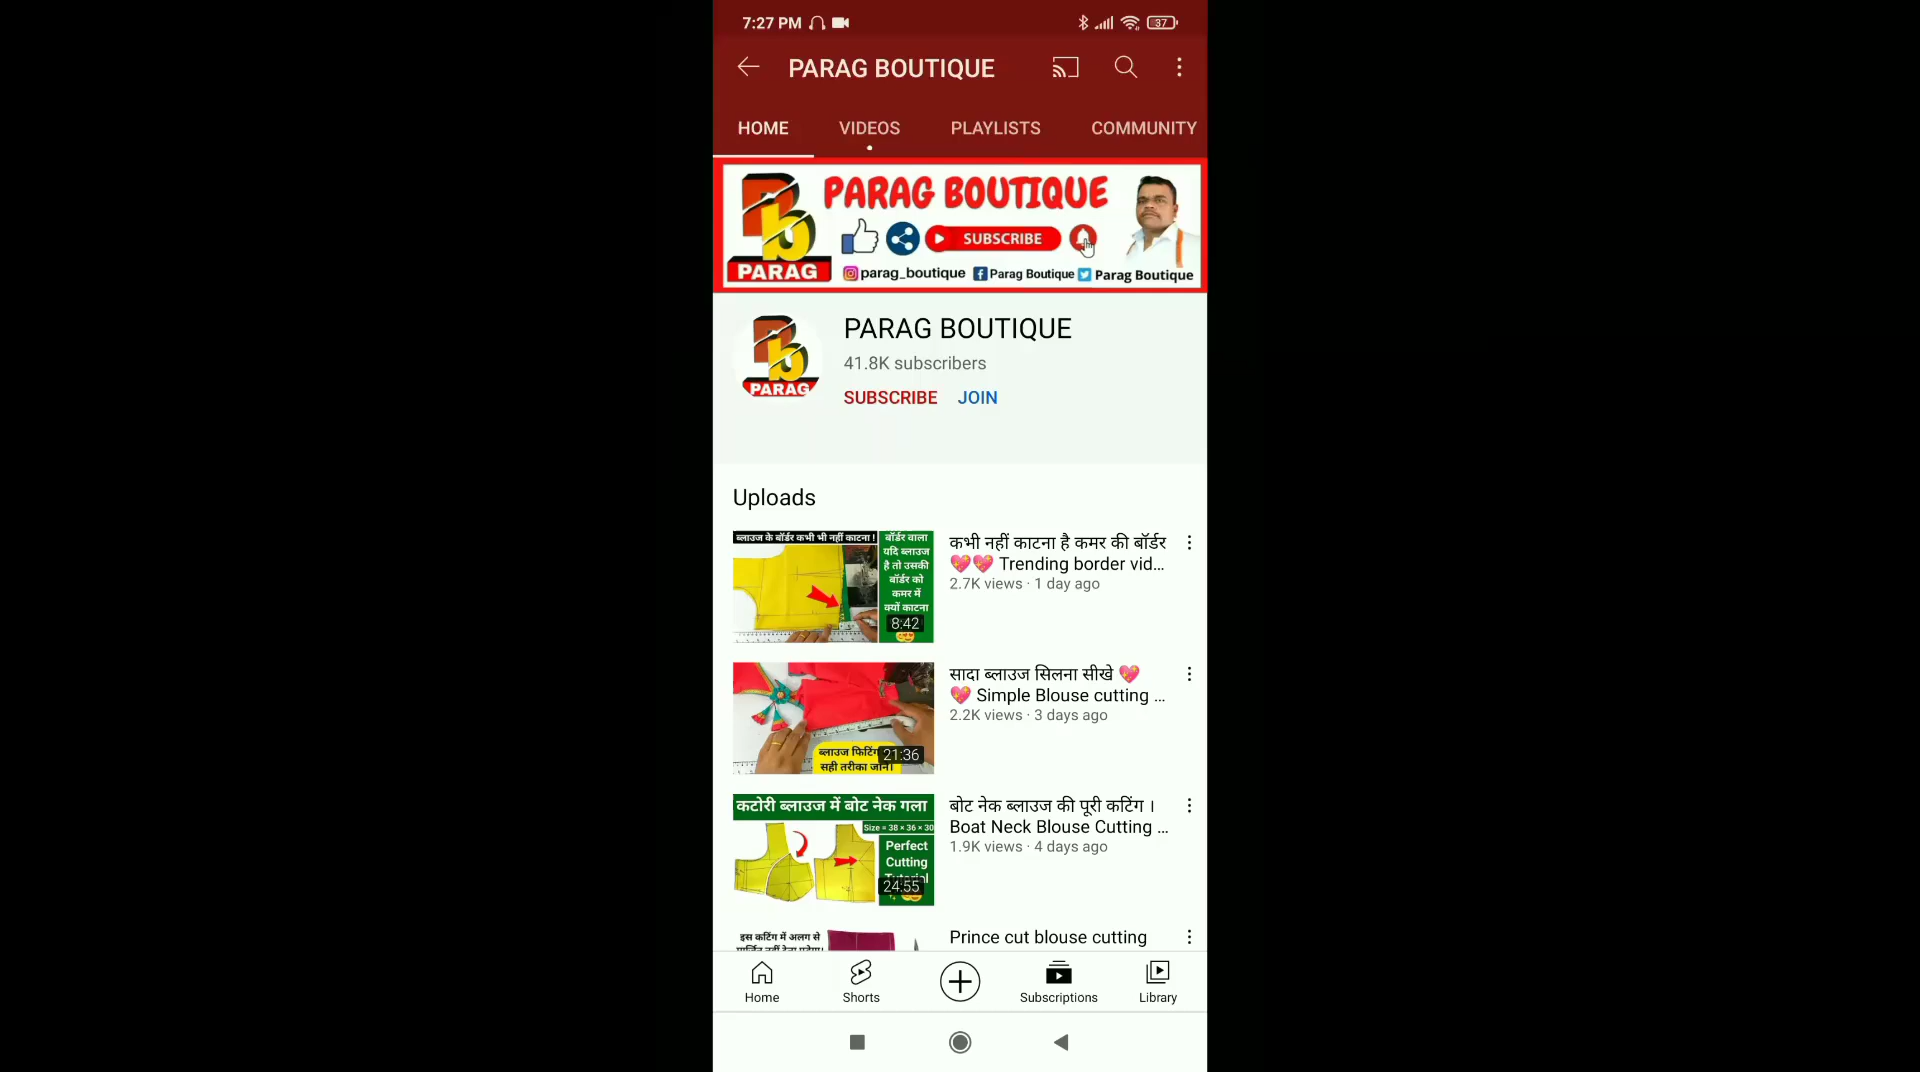 7:27 PM
37
PARAG BOUTIQUE
HOME VIDEOS PLAYLISTS COMMUNITY
PARAG BOUTIQUE
SUBSCRIBE
PARAG
parag_boutique Parag Boutique Parag Boutique
PARAG BOUTIQUE
41.8K subscribers
PARAG
SUBSCRIBE JOIN
Uploads
ब्लाउज के बॉर्डर कभी भी नहीं काटना !
बॉर्डर वाला
यदि ब्लाउज
है तो उसकी
बॉर्डर को
कमर में
क्यों काटना
8:42
कभी नहीं काटना है कमर की बॉर्डर
💖💖 Trending border vid...
2.7K views · 1 day ago
ब्लाउज फिटिंग
सही तरीका जाने।
21:36
सादा ब्लाउज सिलना सीखे 💖
💖 Simple Blouse cutting ...
2.2K views · 3 days ago
कटोरी ब्लाउज में बोट नेक गला
Size = 38 × 36 × 30
Perfect
Cutting
24:55
बोट नेक ब्लाउज की पूरी कटिंग ।
Boat Neck Blouse Cutting ...
1.9K views · 4 days ago
इस कटिंग में अलग से
Prince cut blouse cutting
Home Shorts Subscriptions Library